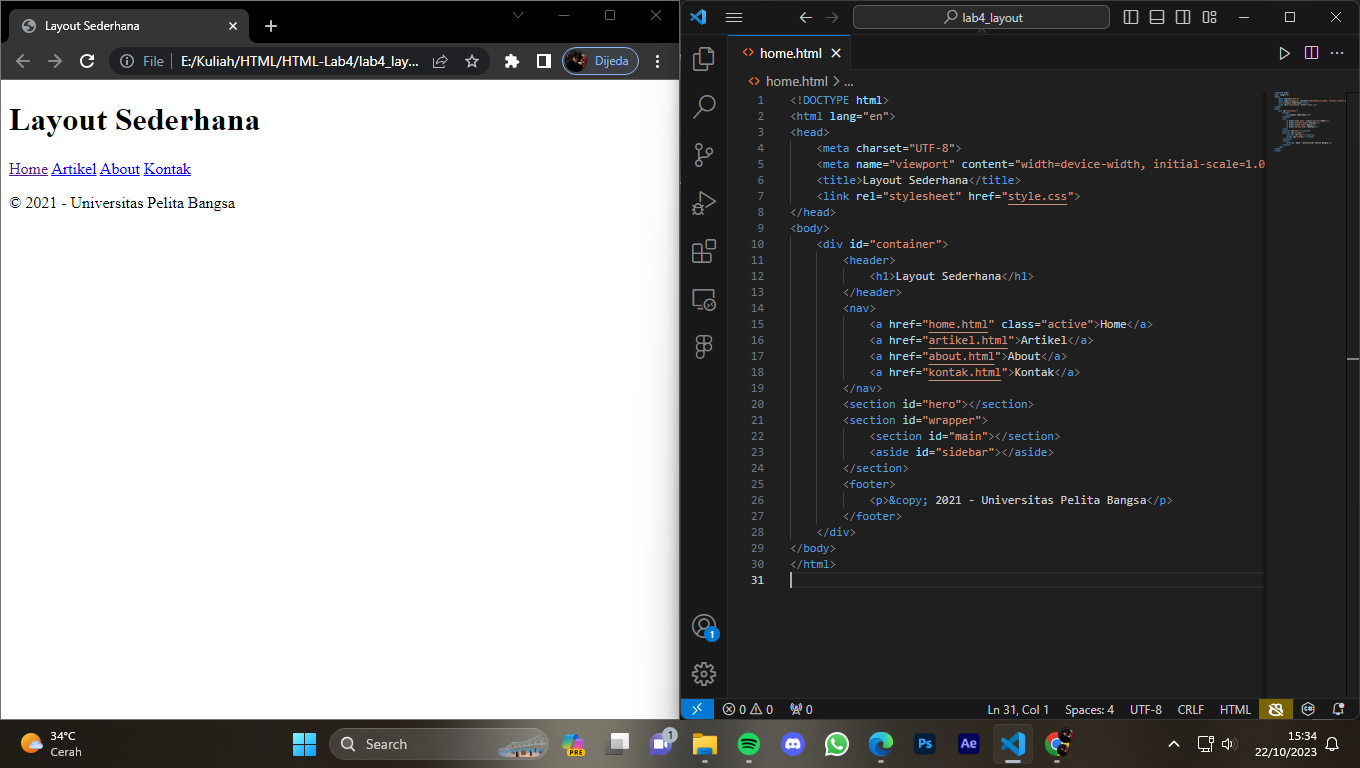 Layout Sederhana
File
E:/Kuliah/HTML/HTML-Lab4/lab4_lay...
Dijeda
Layout Sederhana
Home Artikel About Kontak
© 2021 - Universitas Pelita Bangsa
lab4_layout
home.html
home.html > ...
1 <!DOCTYPE html>
2 <html lang="en">
3 <head>
4 <meta charset="UTF-8">
5 <meta name="viewport" content="width=device-width, initial-scale=1.0
6 <title>Layout Sederhana</title>
7 <link rel="stylesheet" href="style.css">
8 </head>
9 <body>
10 <div id="container">
11 <header>
12 <h1>Layout Sederhana</h1>
13 </header>
14 <nav>
15 <a href="home.html" class="active">Home</a>
16 <a href="artikel.html">Artikel</a>
17 <a href="about.html">About</a>
18 <a href="kontak.html">Kontak</a>
19 </nav>
20 <section id="hero"></section>
21 <section id="wrapper">
22 <section id="main"></section>
23 <aside id="sidebar"></aside>
24 </section>
25 <footer>
26 <p>&copy; 2021 - Universitas Pelita Bangsa</p>
27 </footer>
28 </div>
29 </body>
30 </html>
31
1
0 0 0
Ln 31, Col 1 Spaces: 4 UTF-8 CRLF HTML
34°C
Cerah
Search
PRE
1
Ps
Ae
15:34
22/10/2023